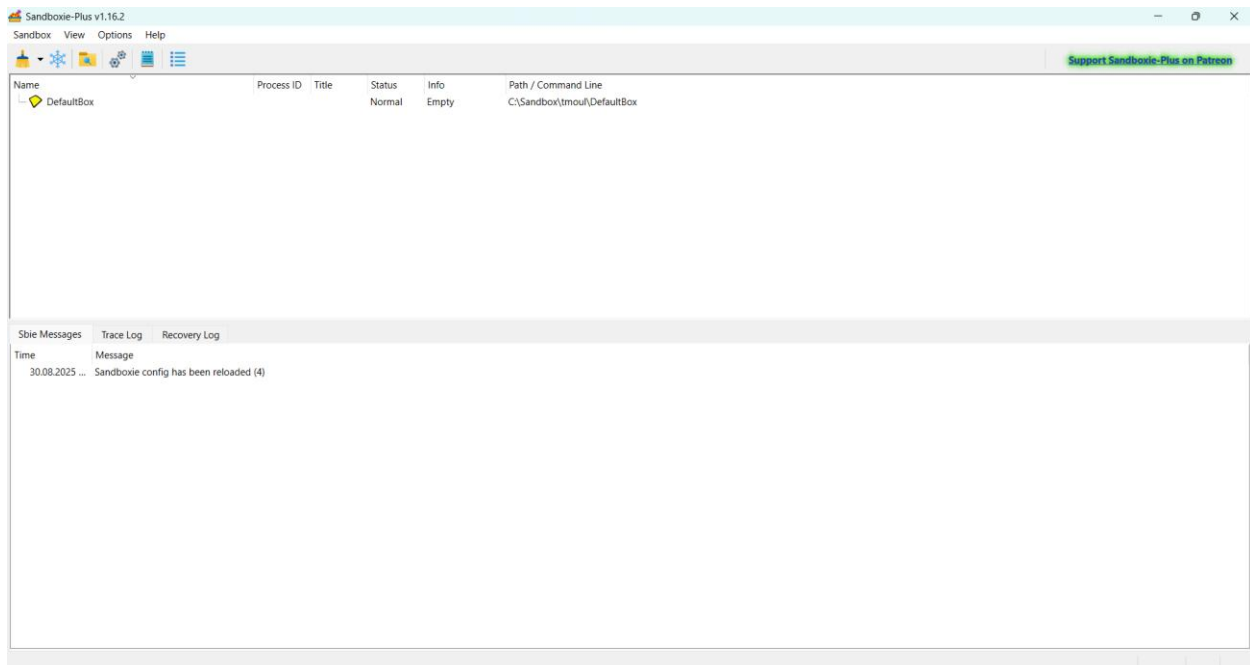 Sandboxie-Plus v1.16.2
Sandbox View Options Help
Support Sandboxie-Plus on Patreon
Name Process ID Title Status Info Path / Command Line
DefaultBox Normal Empty C:\Sandbox\tmoul\DefaultBox
Sbie Messages Trace Log Recovery Log
Time Message
30.08.2025 ... Sandboxie config has been reloaded (4)